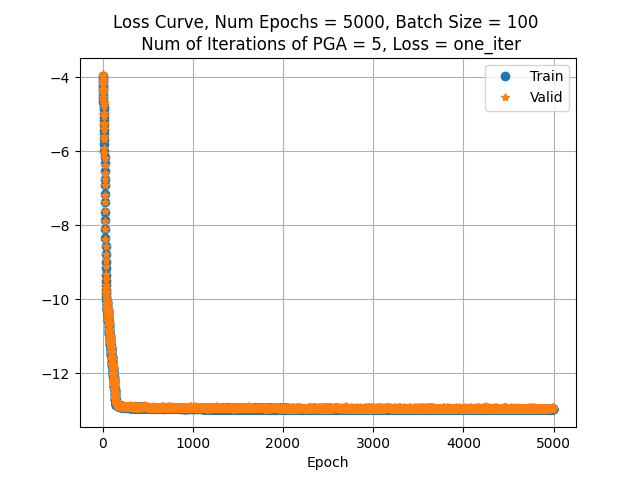 Loss Curve, Num Epochs = 5000, Batch Size = 100
Num of Iterations of PGA = 5, Loss = one_iter
Train
Valid
−4
−6
−8
−10
−12
0 1000 2000 3000 4000 5000
Epoch